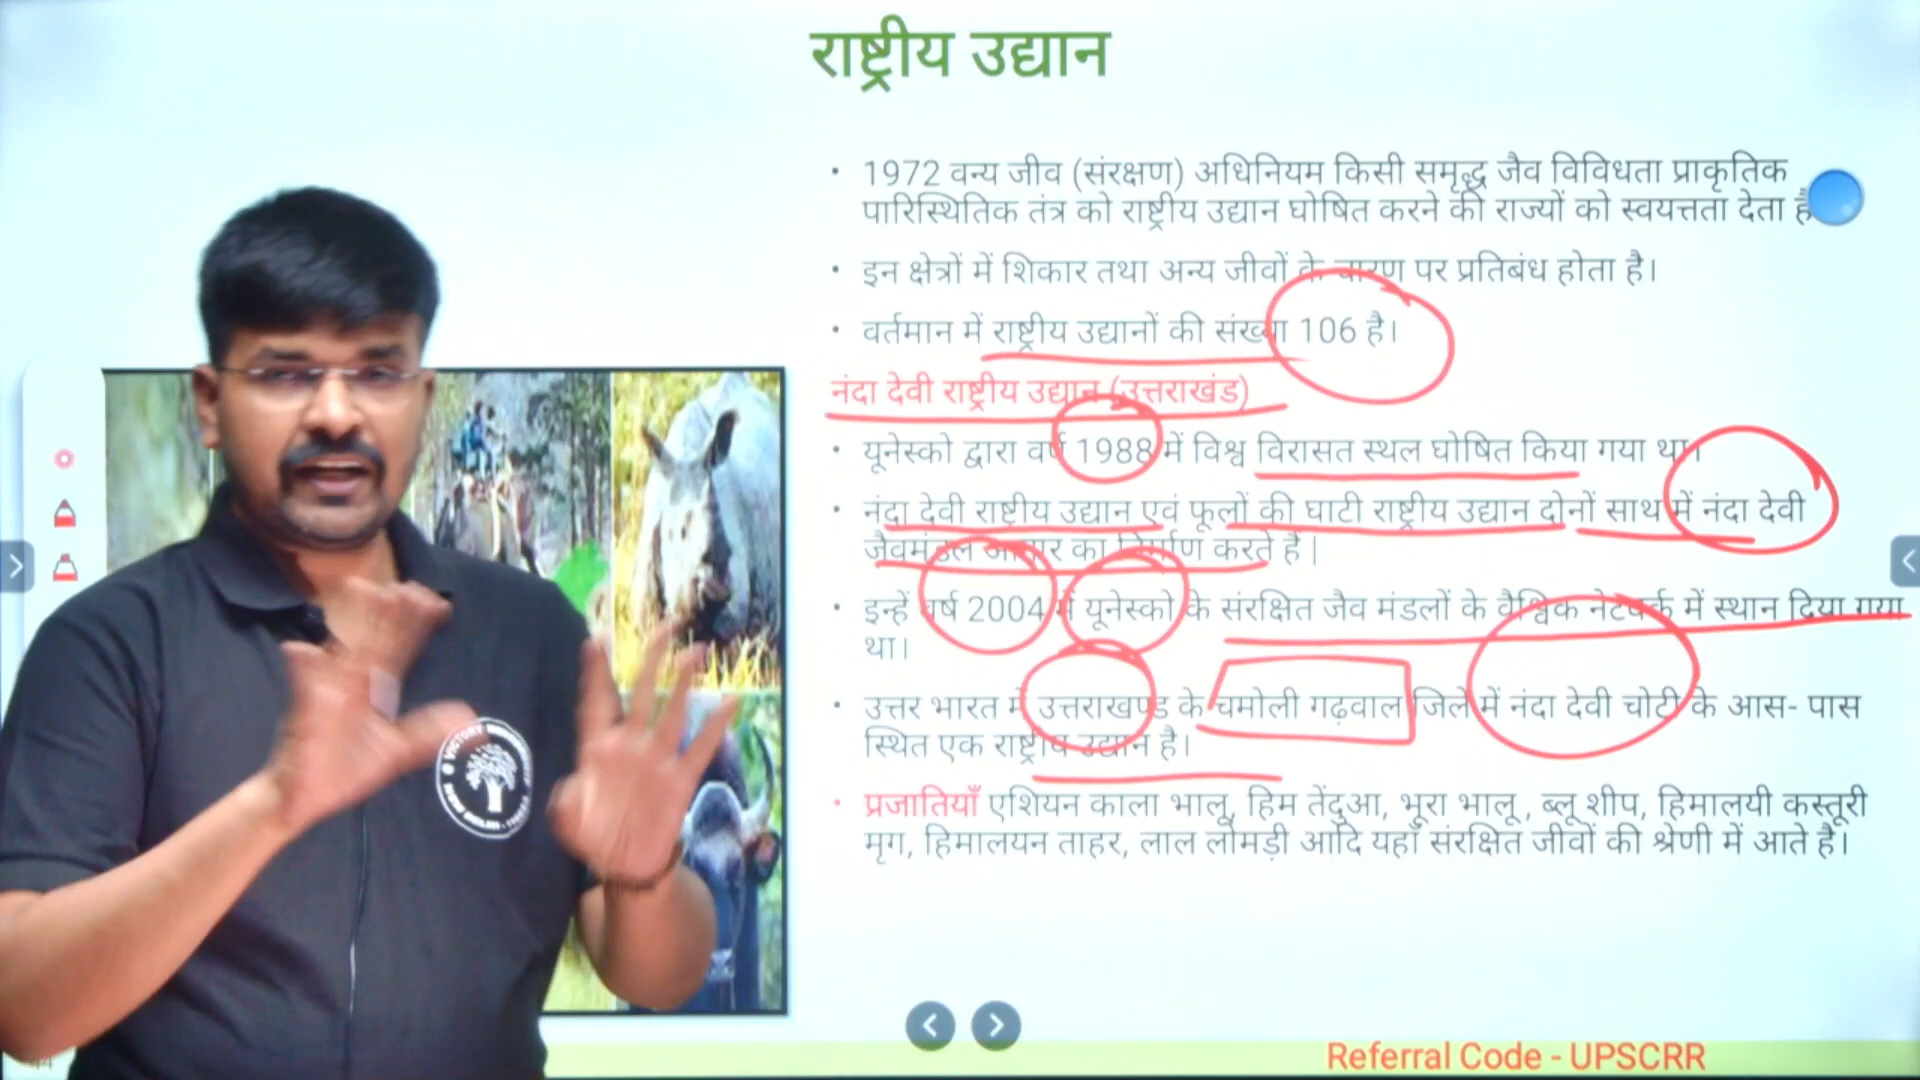 राष्ट्रीय उद्यान
• 1972 वन्य जीव (संरक्षण) अधिनियम किसी समृद्ध जैव विविधता प्राकृतिक
पारिस्थितिक तंत्र को राष्ट्रीय उद्यान घोषित करने की राज्यों को स्वयत्तता देता है
• इन क्षेत्रों में शिकार तथा अन्य जीवों के चारण पर प्रतिबंध होता है।
• वर्तमान में राष्ट्रीय उद्यानों की संख्या 106 है।
नंदा देवी राष्ट्रीय उद्यान (उत्तराखंड)
• यूनेस्को द्वारा वर्ष 1988 में विश्व विरासत स्थल घोषित किया गया था।
• नंदा देवी राष्ट्रीय उद्यान एवं फूलों की घाटी राष्ट्रीय उद्यान दोनों साथ में नंदा देवी
जैवमंडल आगार का निर्माण करते हैं |
• इन्हें वर्ष 2004 में यूनेस्को के संरक्षित जैव मंडलों के वैश्विक नेटवर्क में स्थान दिया गया
था।
• उत्तर भारत में उत्तराखण्ड के चमोली गढ़वाल जिले में नंदा देवी चोटी के आस- पास
स्थित एक राष्ट्रीय उद्यान है।
• प्रजातियाँ एशियन काला भालू, हिम तेंदुआ, भूरा भालू , ब्लू शीप, हिमालयी कस्तूरी
मृग, हिमालयन ताहर, लाल लोमड़ी आदि यहाँ संरक्षित जीवों की श्रेणी में आते है।
VICTORY
Referral Code - UPSCRR